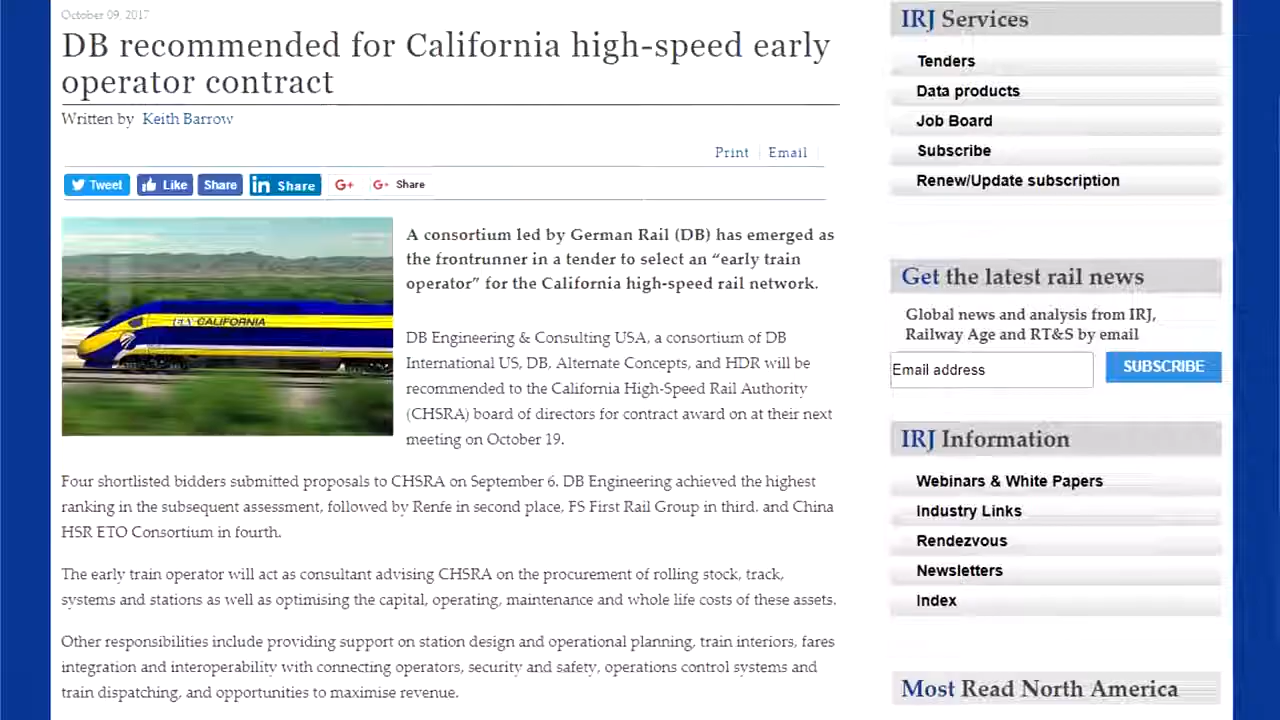 October 09, 2017
DB recommended for California high-speed early
operator contract
Written by Keith Barrow
Print Email
Tweet Like Share in Share G+ G+ Share
CALIFORNIA
A consortium led by German Rail (DB) has emerged as
the frontrunner in a tender to select an “early train
operator” for the California high-speed rail network.
DB Engineering & Consulting USA, a consortium of DB
International US, DB, Alternate Concepts, and HDR will be
recommended to the California High-Speed Rail Authority
(CHSRA) board of directors for contract award on at their next
meeting on October 19.
Four shortlisted bidders submitted proposals to CHSRA on September 6. DB Engineering achieved the highest
ranking in the subsequent assessment, followed by Renfe in second place, FS First Rail Group in third. and China
HSR ETO Consortium in fourth.
The early train operator will act as consultant advising CHSRA on the procurement of rolling stock, track,
systems and stations as well as optimising the capital, operating, maintenance and whole life costs of these assets.
Other responsibilities include providing support on station design and operational planning, train interiors, fares
integration and interoperability with connecting operators, security and safety, operations control systems and
train dispatching, and opportunities to maximise revenue.
IRJ Services
Tenders
Data products
Job Board
Subscribe
Renew/Update subscription
Get the latest rail news
Global news and analysis from IRJ,
Railway Age and RT&S by email
Email address SUBSCRIBE
IRJ Information
Webinars & White Papers
Industry Links
Rendezvous
Newsletters
Index
Most Read North America